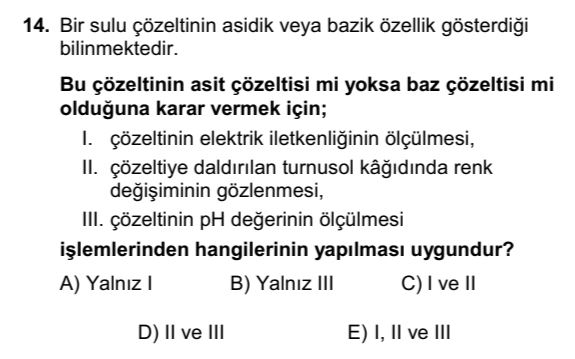 14. Bir sulu çözeltinin asidik veya bazik özellik gösterdiği
bilinmektedir.
Bu çözeltinin asit çözeltisi mi yoksa baz çözeltisi mi
olduğuna karar vermek için;
I. çözeltinin elektrik iletkenliğinin ölçülmesi,
II. çözeltiye daldırılan turnusol kâğıdında renk
değişiminin gözlenmesi,
III. çözeltinin pH değerinin ölçülmesi
işlemlerinden hangilerinin yapılması uygundur?
A) Yalnız I B) Yalnız III C) I ve II
D) II ve III E) I, II ve III